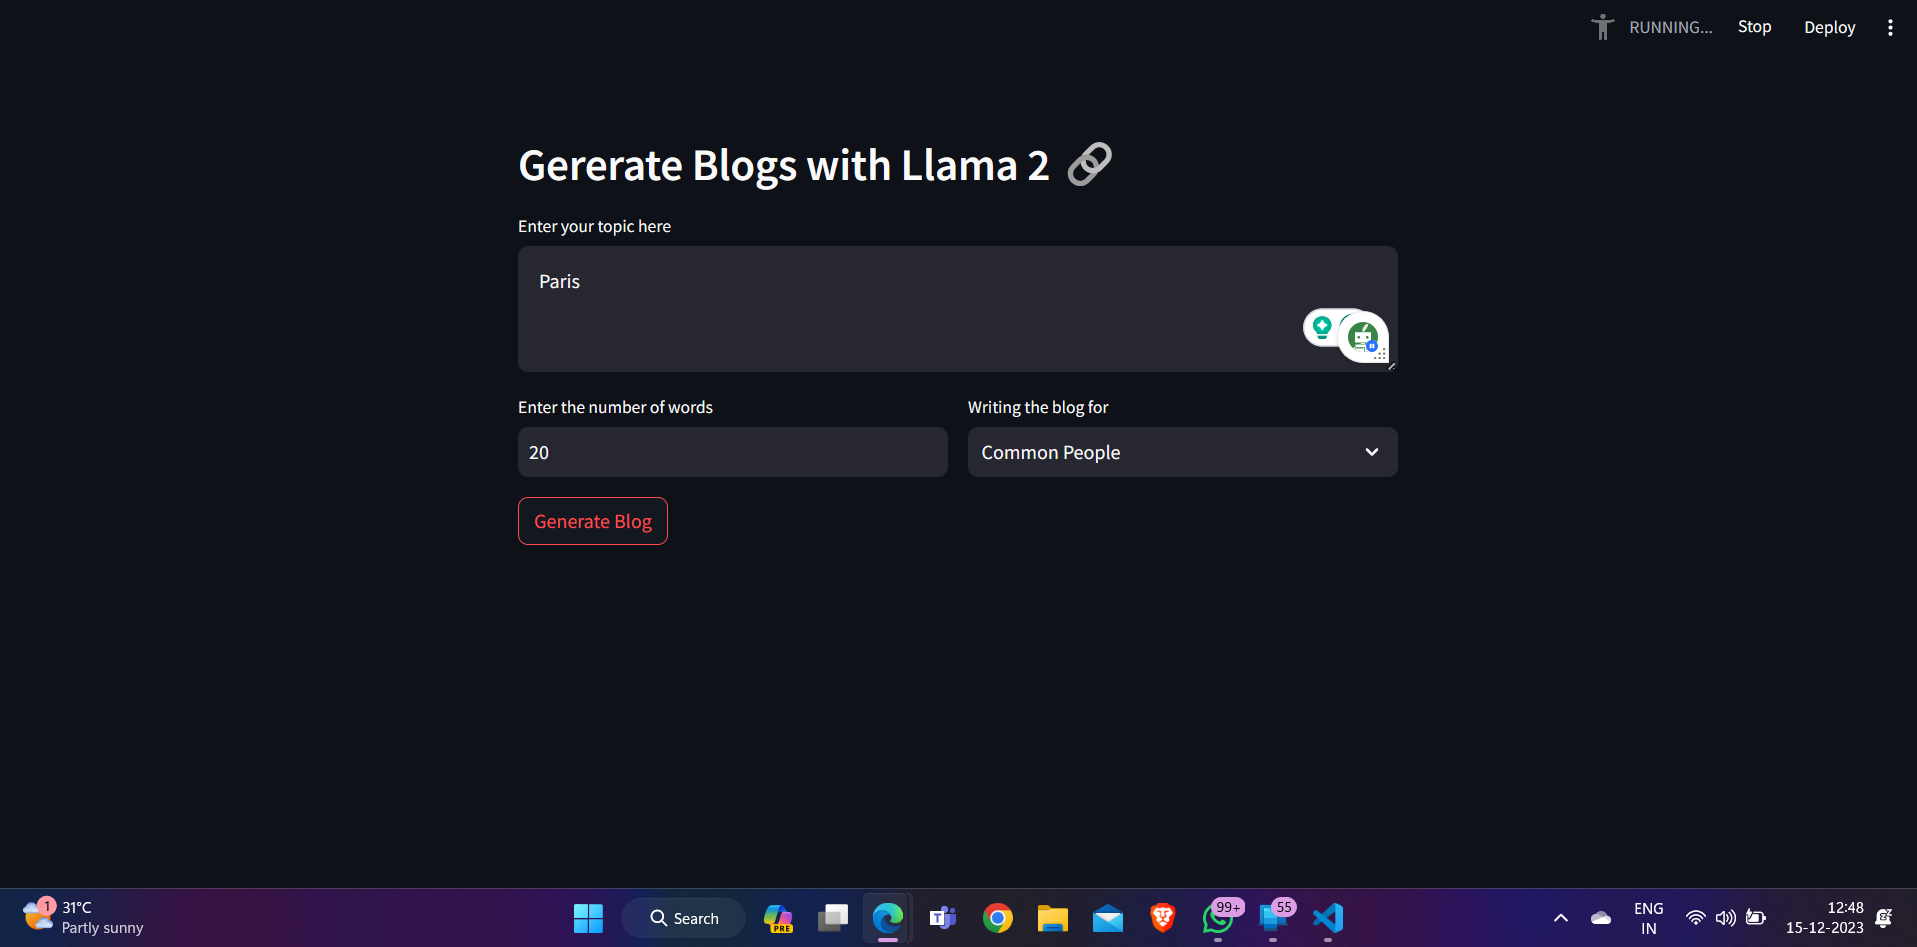 RUNNING... Stop Deploy
Gererate Blogs with Llama 2
Enter your topic here
Paris
Enter the number of words
Writing the blog for
20
Common People
Generate Blog
1
31°C
Partly sunny
Search
PRE
T
99+
55
ENG
IN
12:48
15-12-2023